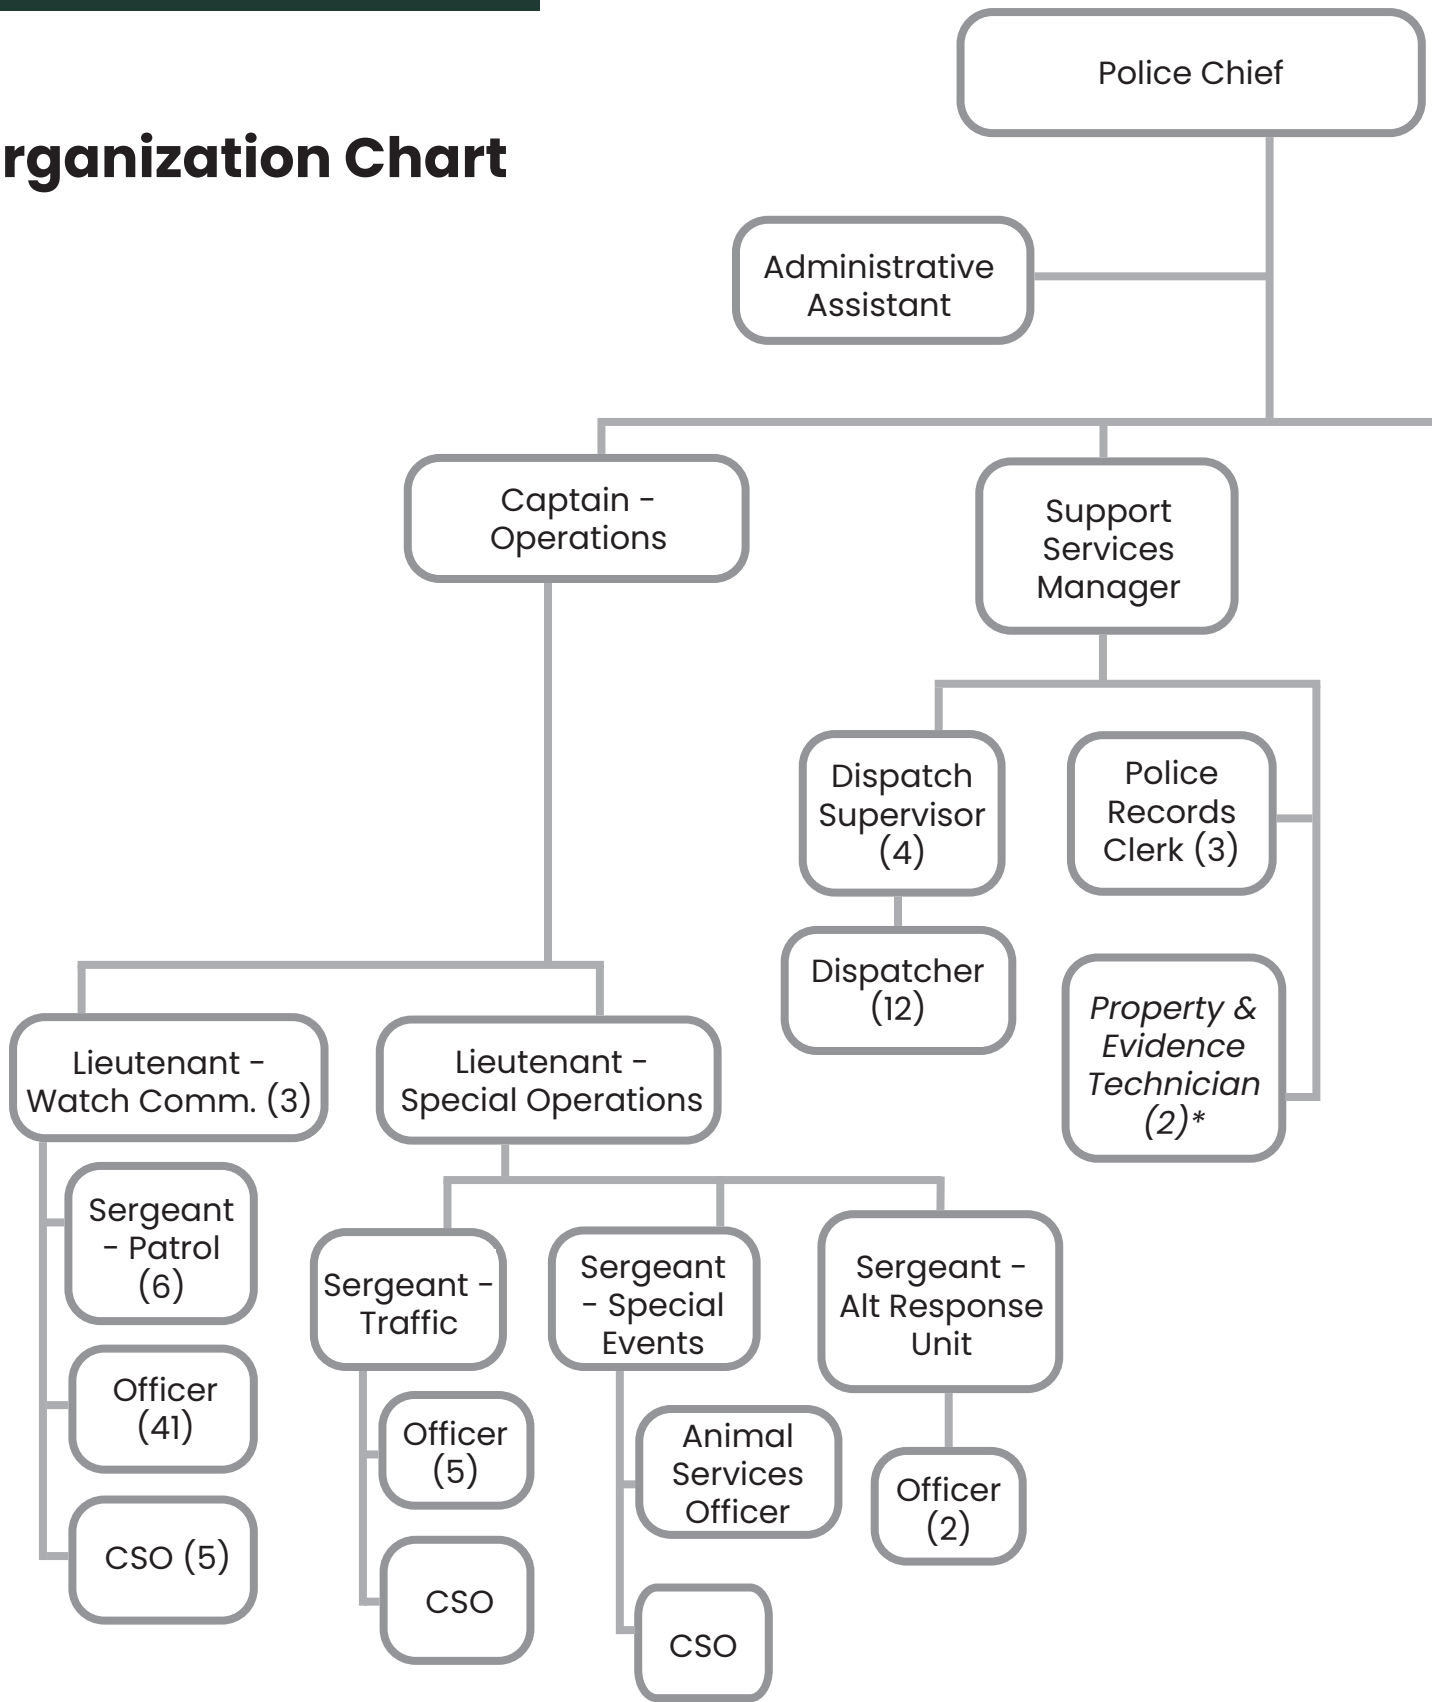 Police Chief
rganization Chart
Administrative
Assistant
Captain -
Operations
Support
Services
Manager
Dispatch
Supervisor
(4)
Police
Records
Clerk (3)
Dispatcher
(12)
Property &
Evidence
Technician
(2)*
Lieutenant -
Watch Comm. (3)
Lieutenant -
Special Operations
Sergeant
- Patrol
(6)
Officer
(41)
CSO (5)
Sergeant -
Traffic
Officer
(5)
CSO
Sergeant
- Special
Events
Animal
Services
Officer
CSO
Sergeant -
Alt Response
Unit
Officer
(2)